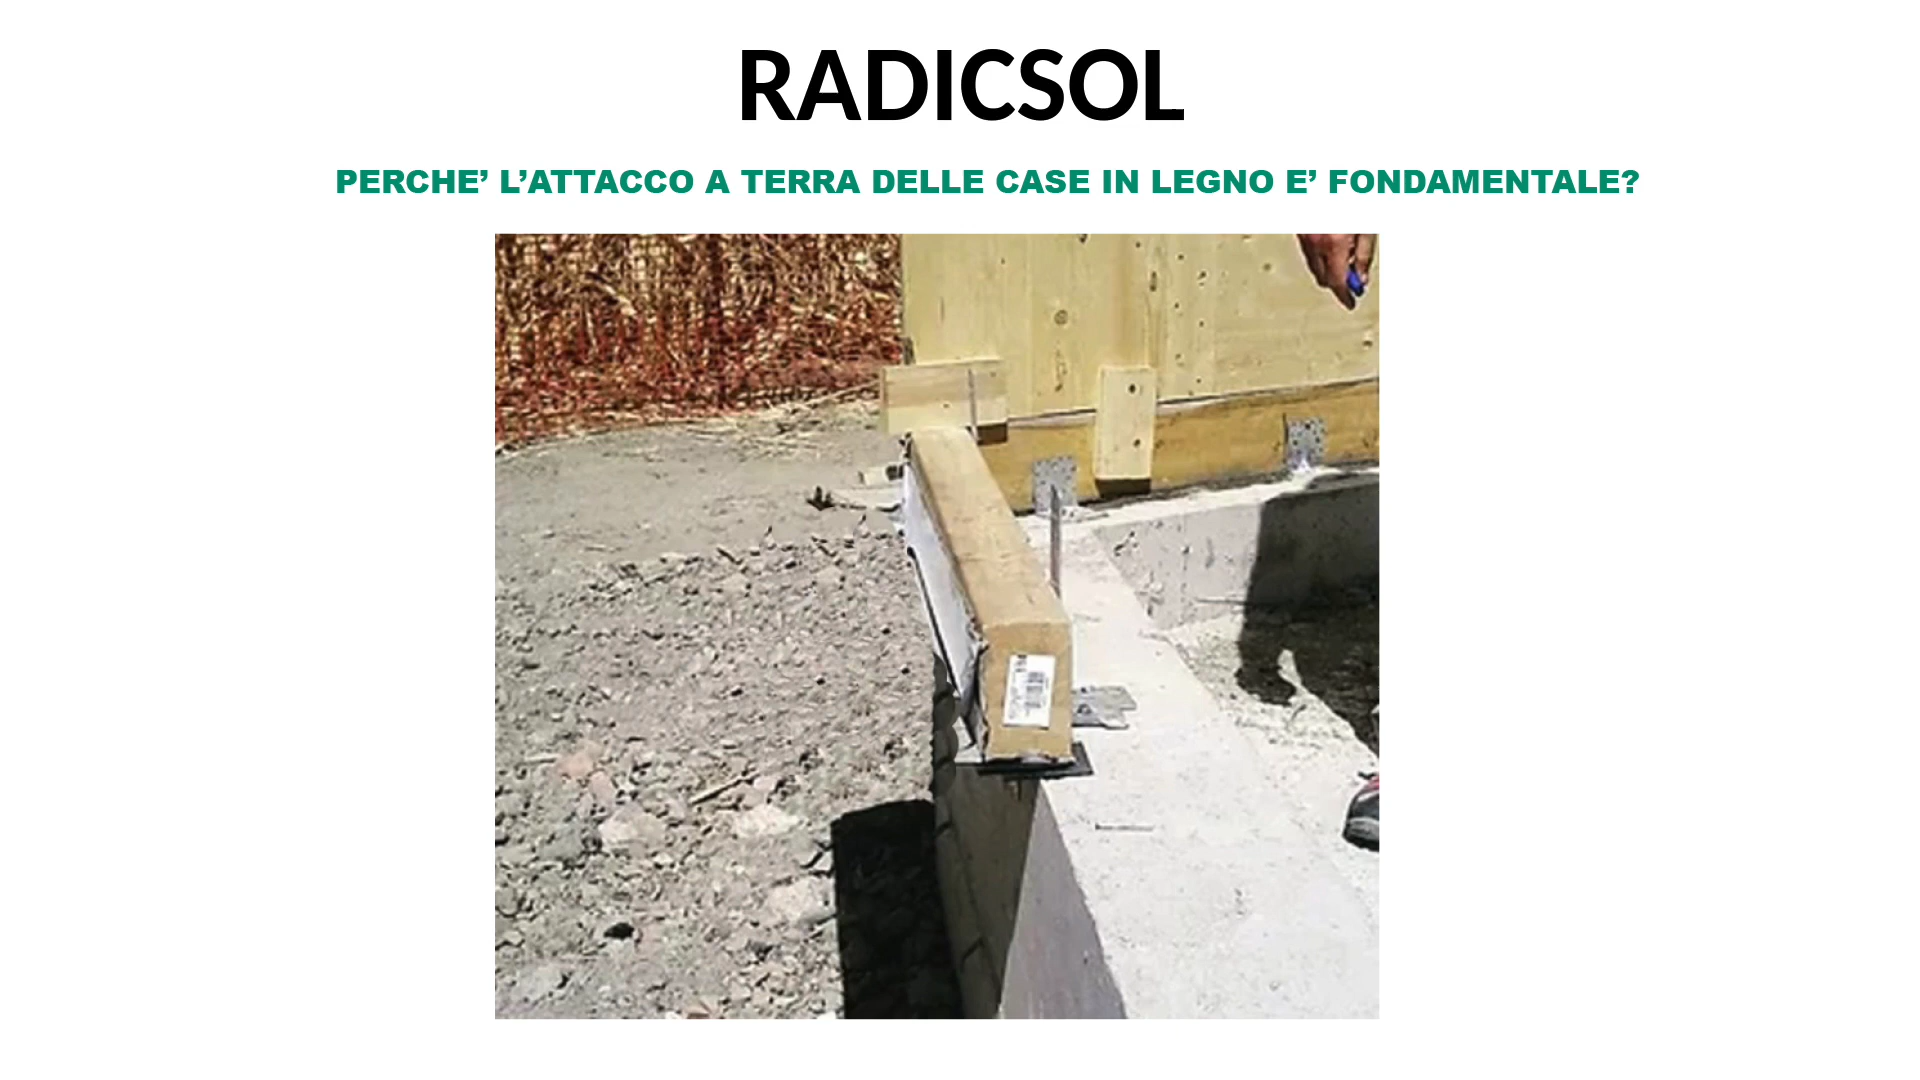 RADICSOL
PERCHE’ L’ATTACCO A TERRA DELLE CASE IN LEGNO E’ FONDAMENTALE?